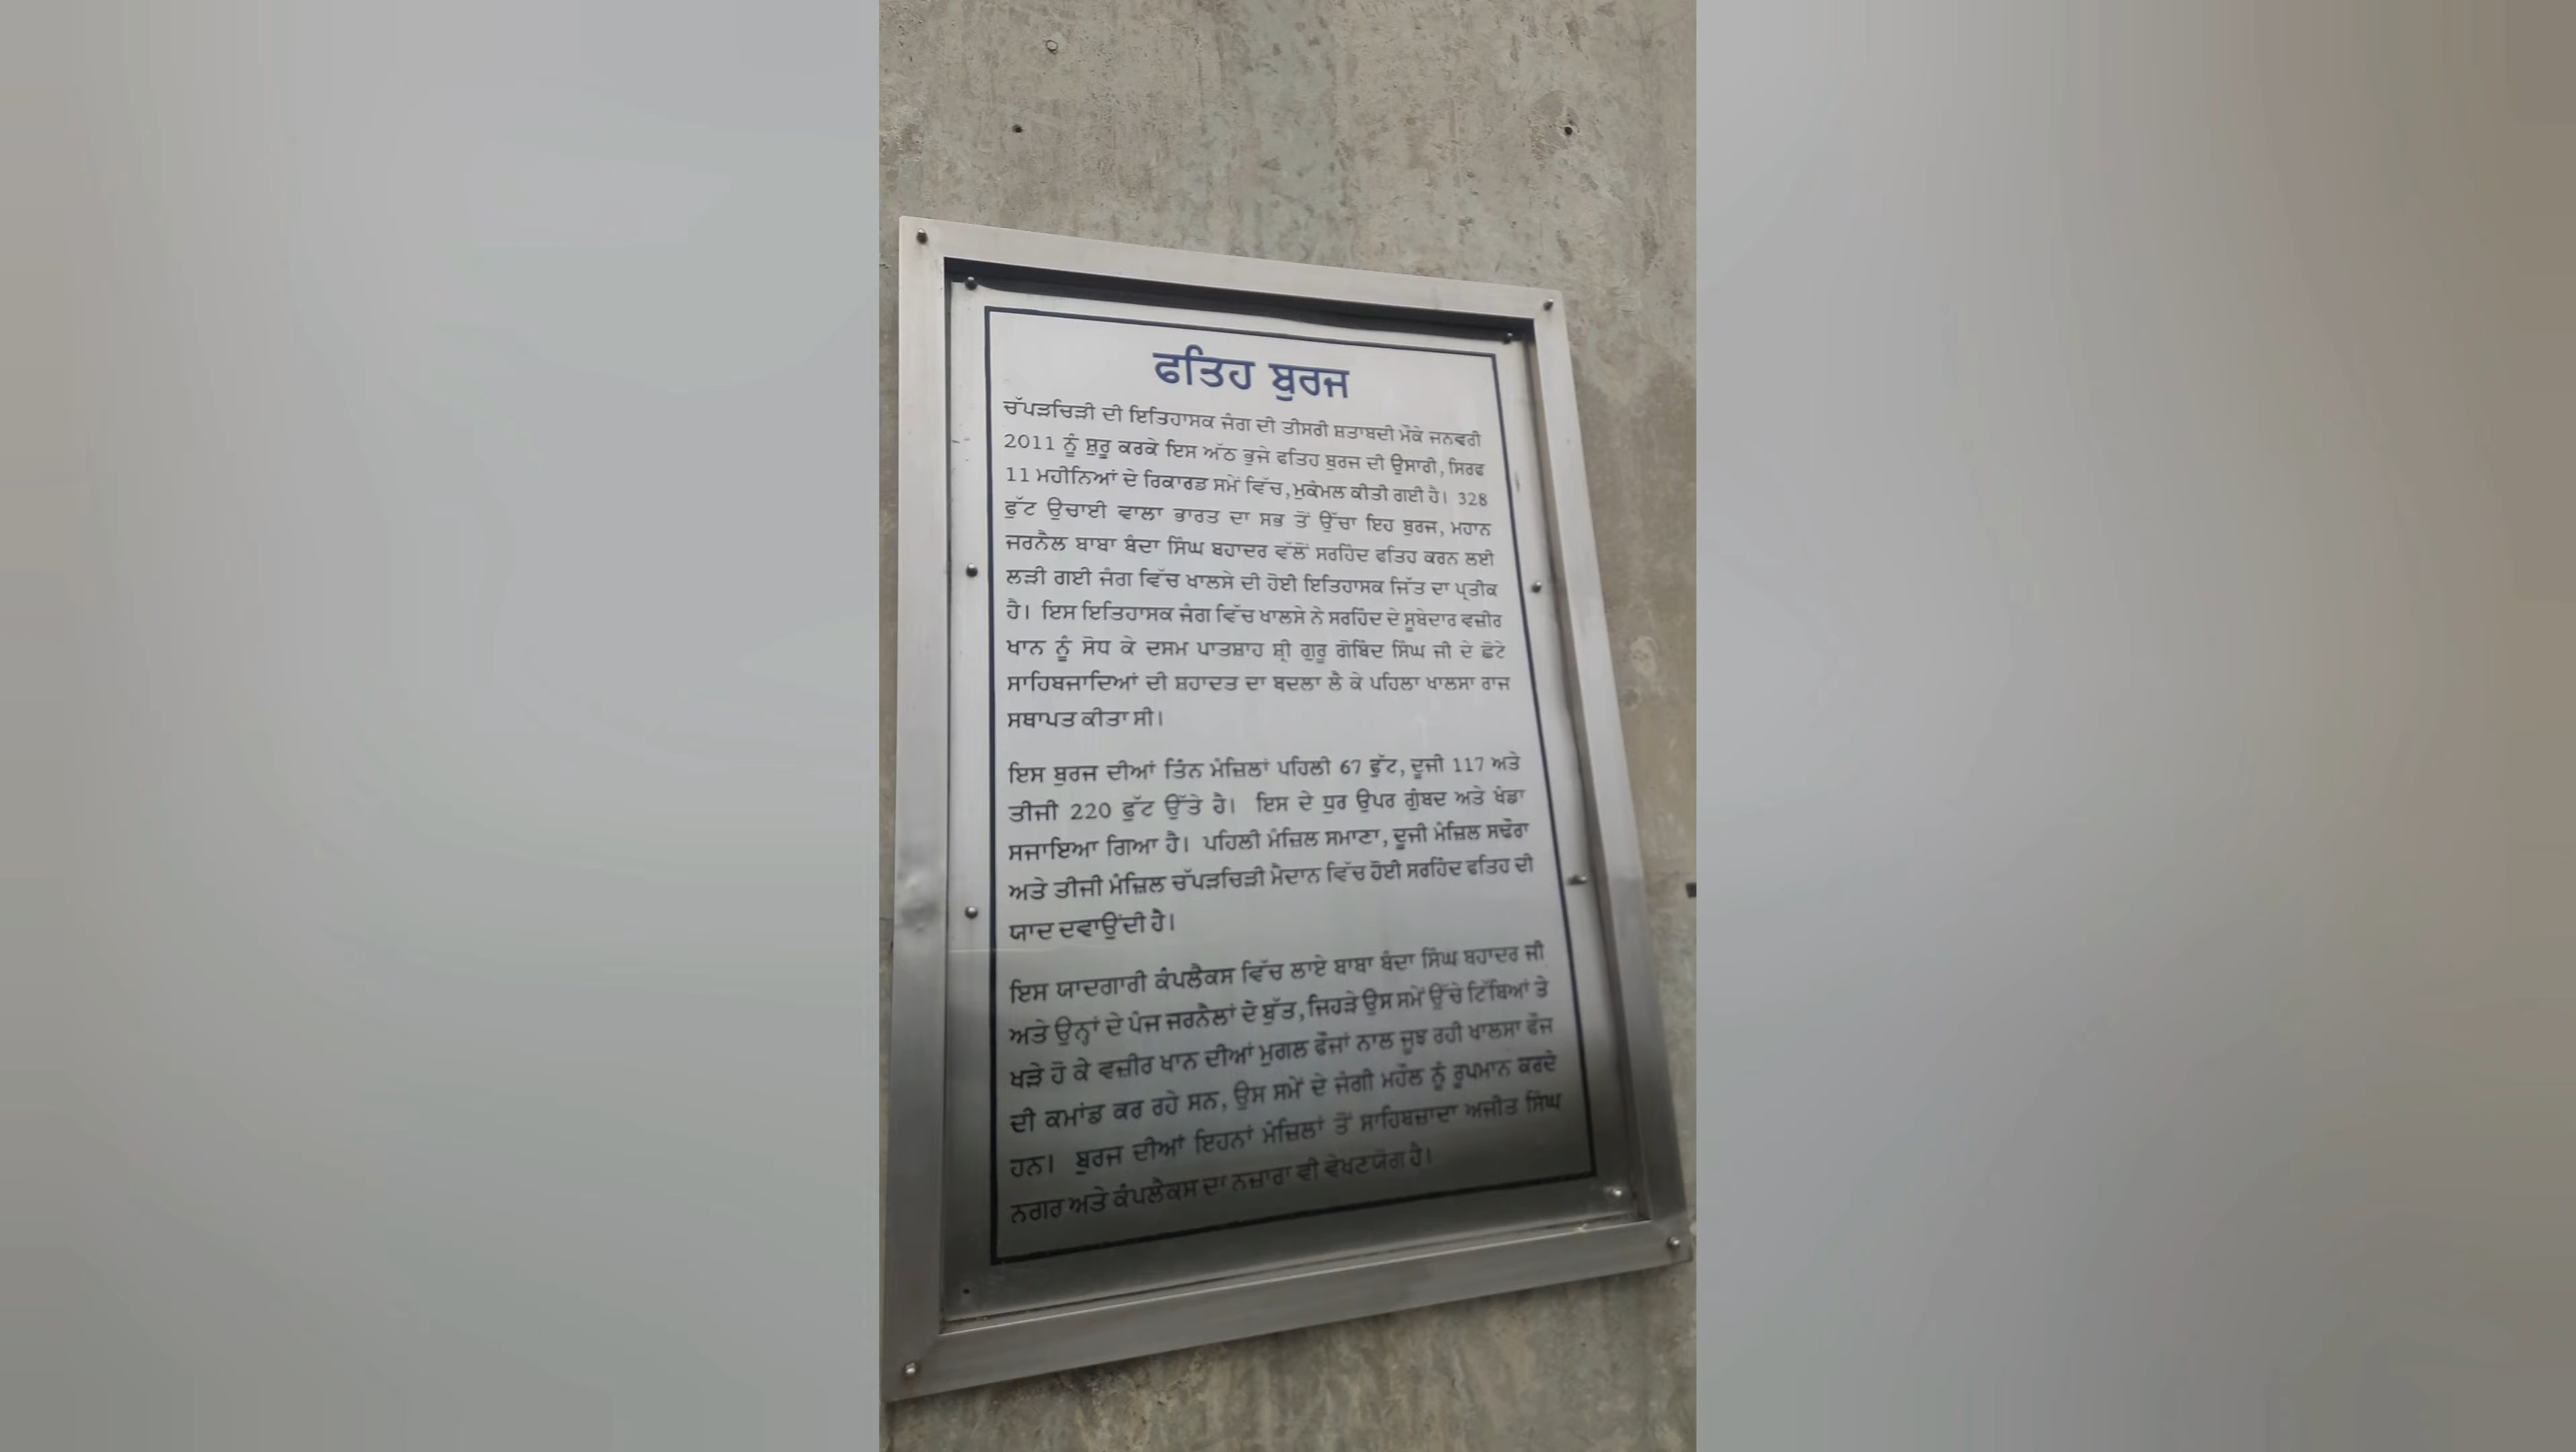 ਫਤਿਹ ਬੁਰਜ
ਚੱਪੜਚਿੜੀ ਦੀ ਇਤਿਹਾਸਕ ਜੰਗ ਦੀ ਤੀਸਰੀ ਸ਼ਤਾਬਦੀ ਮੌਕੇ ਜਨਵਰੀ
2011 ਨੂੰ ਸ਼ੁਰੂ ਕਰਕੇ ਇਸ ਅੱਠ ਭੁਜੇ ਫਤਿਹ ਬੁਰਜ ਦੀ ਉਸਾਰੀ, ਸਿਰਫ
11 ਮਹੀਨਿਆਂ ਦੇ ਰਿਕਾਰਡ ਸਮੇਂ ਵਿੱਚ, ਮੁਕੰਮਲ ਕੀਤੀ ਗਈ ਹੈ। 328
ਫੁੱਟ ਉਚਾਈ ਵਾਲਾ ਭਾਰਤ ਦਾ ਸਭ ਤੋਂ ਉੱਚਾ ਇਹ ਬੁਰਜ, ਮਹਾਨ
ਜਰਨੈਲ ਬਾਬਾ ਬੰਦਾ ਸਿੰਘ ਬਹਾਦਰ ਵੱਲੋਂ ਸਰਹਿੰਦ ਫਤਿਹ ਕਰਨ ਲਈ
ਲੜੀ ਗਈ ਜੰਗ ਵਿੱਚ ਖਾਲਸੇ ਦੀ ਹੋਈ ਇਤਿਹਾਸਕ ਜਿੱਤ ਦਾ ਪ੍ਰਤੀਕ
ਹੈ। ਇਸ ਇਤਿਹਾਸਕ ਜੰਗ ਵਿੱਚ ਖਾਲਸੇ ਨੇ ਸਰਹਿੰਦ ਦੇ ਸੂਬੇਦਾਰ ਵਜ਼ੀਰ
ਖਾਨ ਨੂੰ ਸੋਧ ਕੇ ਦਸਮ ਪਾਤਸ਼ਾਹ ਸ਼੍ਰੀ ਗੁਰੂ ਗੋਬਿੰਦ ਸਿੰਘ ਜੀ ਦੇ ਛੋਟੇ
ਸਾਹਿਬਜਾਦਿਆਂ ਦੀ ਸ਼ਹਾਦਤ ਦਾ ਬਦਲਾ ਲੈ ਕੇ ਪਹਿਲਾ ਖਾਲਸਾ ਰਾਜ
ਸਥਾਪਤ ਕੀਤਾ ਸੀ।
ਇਸ ਬੁਰਜ ਦੀਆਂ ਤਿੰਨ ਮੰਜ਼ਿਲਾਂ ਪਹਿਲੀ 67 ਫੁੱਟ, ਦੂਜੀ 117 ਅਤੇ
ਤੀਜੀ 220 ਫੁੱਟ ਉੱਤੇ ਹੈ। ਇਸ ਦੇ ਧੁਰ ਉਪਰ ਗੁੰਬਦ ਅਤੇ ਖੰਡਾ
ਸਜਾਇਆ ਗਿਆ ਹੈ। ਪਹਿਲੀ ਮੰਜ਼ਿਲ ਸਮਾਣਾ, ਦੂਜੀ ਮੰਜ਼ਿਲ ਸਢੌਰਾ
ਅਤੇ ਤੀਜੀ ਮੰਜ਼ਿਲ ਚੱਪੜਚਿੜੀ ਮੈਦਾਨ ਵਿੱਚ ਹੋਈ ਸਰਹਿੰਦ ਫਤਿਹ ਦੀ
ਯਾਦ ਦਵਾਉਂਦੀ ਹੈ।
ਇਸ ਯਾਦਗਾਰੀ ਕੰਪਲੈਕਸ ਵਿੱਚ ਲਾਏ ਬਾਬਾ ਬੰਦਾ ਸਿੰਘ ਬਹਾਦਰ ਜੀ
ਅਤੇ ਉਨ੍ਹਾਂ ਦੇ ਪੰਜ ਜਰਨੈਲਾਂ ਦੇ ਬੁੱਤ, ਜਿਹੜੇ ਉਸ ਸਮੇਂ ਉੱਚੇ ਟਿੱਬਿਆਂ ਤੇ
ਖੜੇ ਹੋ ਕੇ ਵਜ਼ੀਰ ਖਾਨ ਦੀਆਂ ਮੁਗਲ ਫੌਜਾਂ ਨਾਲ ਜੂਝ ਰਹੀ ਖਾਲਸਾ ਫੌਜ
ਦੀ ਕਮਾਂਡ ਕਰ ਰਹੇ ਸਨ, ਉਸ ਸਮੇਂ ਦੇ ਜੰਗੀ ਮਹੌਲ ਨੂੰ ਰੂਪਮਾਨ ਕਰਦੇ
ਹਨ। ਬੁਰਜ ਦੀਆਂ ਇਹਨਾਂ ਮੰਜ਼ਿਲਾਂ ਤੋਂ ਸਾਹਿਬਜ਼ਾਦਾ ਅਜੀਤ ਸਿੰਘ
ਨਗਰ ਅਤੇ ਕੰਪਲੈਕਸ ਦਾ ਨਜ਼ਾਰਾ ਵੀ ਵੇਖਣਯੋਗ ਹੈ।